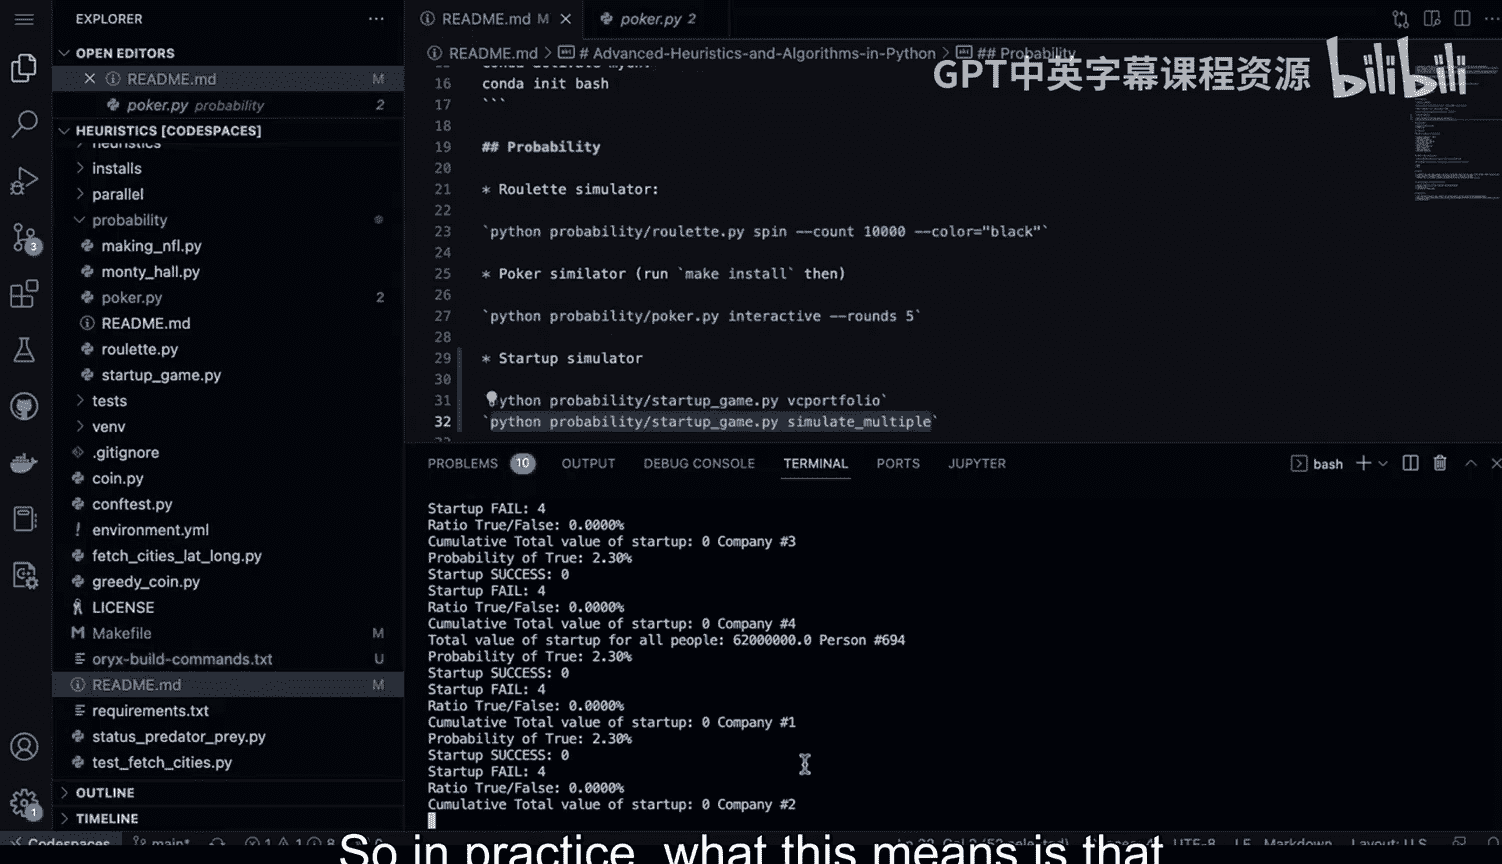 EXPLORER
OPEN EDITORS
README.md M
poker.py probability 2
HEURISTICS [CODESPACES]
heuristics
installs
parallel
probability
making_nfl.py
monty_hall.py
poker.py 2
README.md
roulette.py
startup_game.py
tests
venv
.gitignore
coin.py
conftest.py
environment.yml
fetch_cities_lat_long.py
greedy_coin.py
LICENSE
Makefile M
oryx-build-commands.txt U
README.md M
requirements.txt
status_predator_prey.py
test_fetch_cities.py
OUTLINE
TIMELINE
3
1
README.md M
poker.py 2
README.md > # Advanced-Heuristics-and-Algorithms-in-Python > ## Probability
GPT中英字幕课程资源 bilibili
16 conda init bash
17 ```
18
19 ## Probability
20
21 * Roulette simulator:
22
23 `python probability/roulette.py spin --count 10000 --color="black"`
24
25 * Poker similator (run `make install` then)
26
27 `python probability/poker.py interactive --rounds 5`
28
29 * Startup simulator
30
31 ython probability/startup_game.py vcportfolio`
32 `python probability/startup_game.py simulate_multiple`
PROBLEMS 10 OUTPUT DEBUG CONSOLE TERMINAL PORTS JUPYTER bash
Startup FAIL: 4
Ratio True/False: 0.0000%
Cumulative Total value of startup: 0 Company #3
Probability of True: 2.30%
Startup SUCCESS: 0
Startup FAIL: 4
Ratio True/False: 0.0000%
Cumulative Total value of startup: 0 Company #4
Total value of startup for all people: 62000000.0 Person #694
Probability of True: 2.30%
Startup SUCCESS: 0
Startup FAIL: 4
Ratio True/False: 0.0000%
Cumulative Total value of startup: 0 Company #1
Probability of True: 2.30%
Startup SUCCESS: 0
Startup FAIL: 4
Ratio True/False: 0.0000%
Cumulative Total value of startup: 0 Company #2
Codespaces main*
UTF-8 LF Markdown Layout: U.S.
So in practice, what this means is that